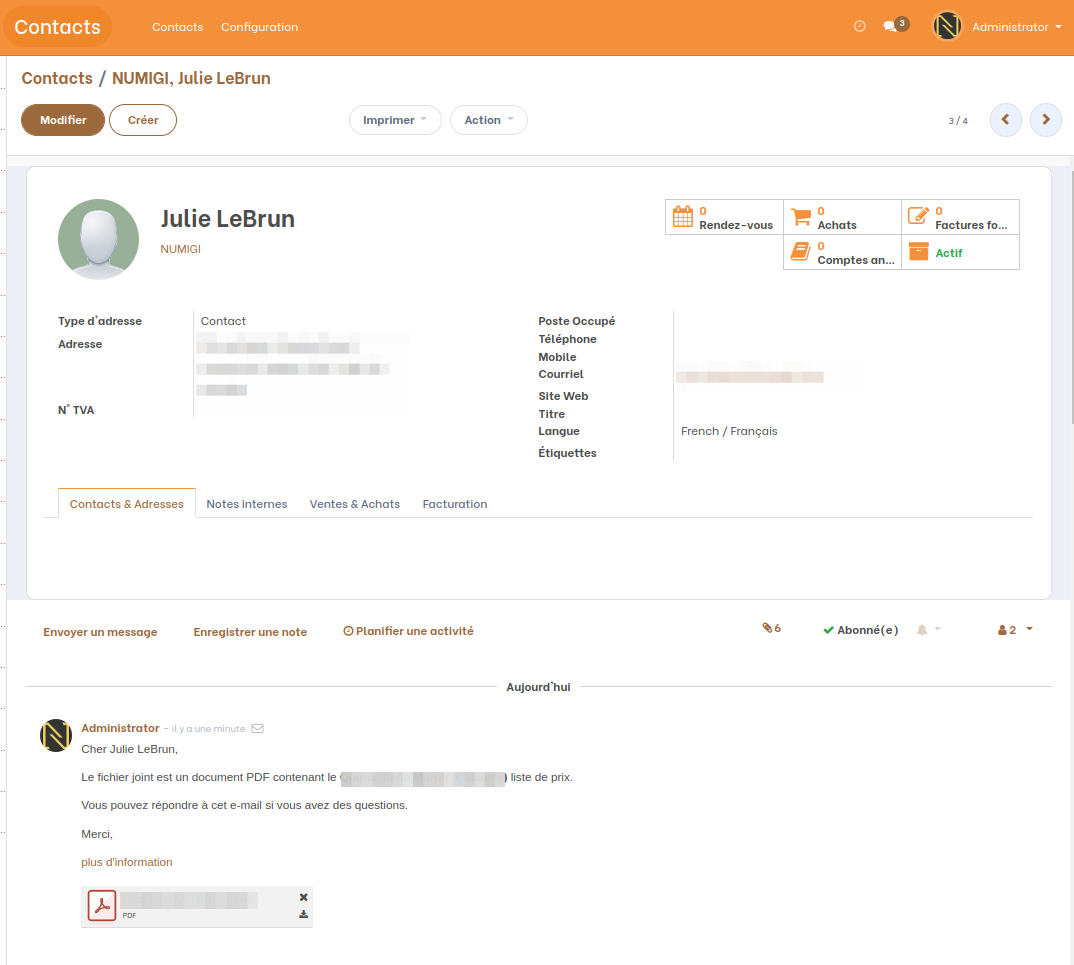 Contacts
Contacts Configuration
3
Administrator
Contacts / NUMIGI, Julie LeBrun
Modifier Créer Imprimer Action 3 / 4
Julie LeBrun
NUMIGI
0
Rendez-vous
0
Achats
0
Factures fo...
0
Comptes an...
Actif
Type d'adresse Contact
Adresse
N° TVA
Poste Occupé
Téléphone
Mobile
Courriel
Site Web
Titre
Langue French / Français
Étiquettes
Contacts & Adresses Notes internes Ventes & Achats Facturation
Envoyer un message Enregistrer une note Planifier une activité 6 Abonné(e) 2
Aujourd'hui
Administrator - il y a une minute
Cher Julie LeBrun,
Le fichier joint est un document PDF contenant le ) liste de prix.
Vous pouvez répondre à cet e-mail si vous avez des questions.
Merci,
plus d'information
PDF